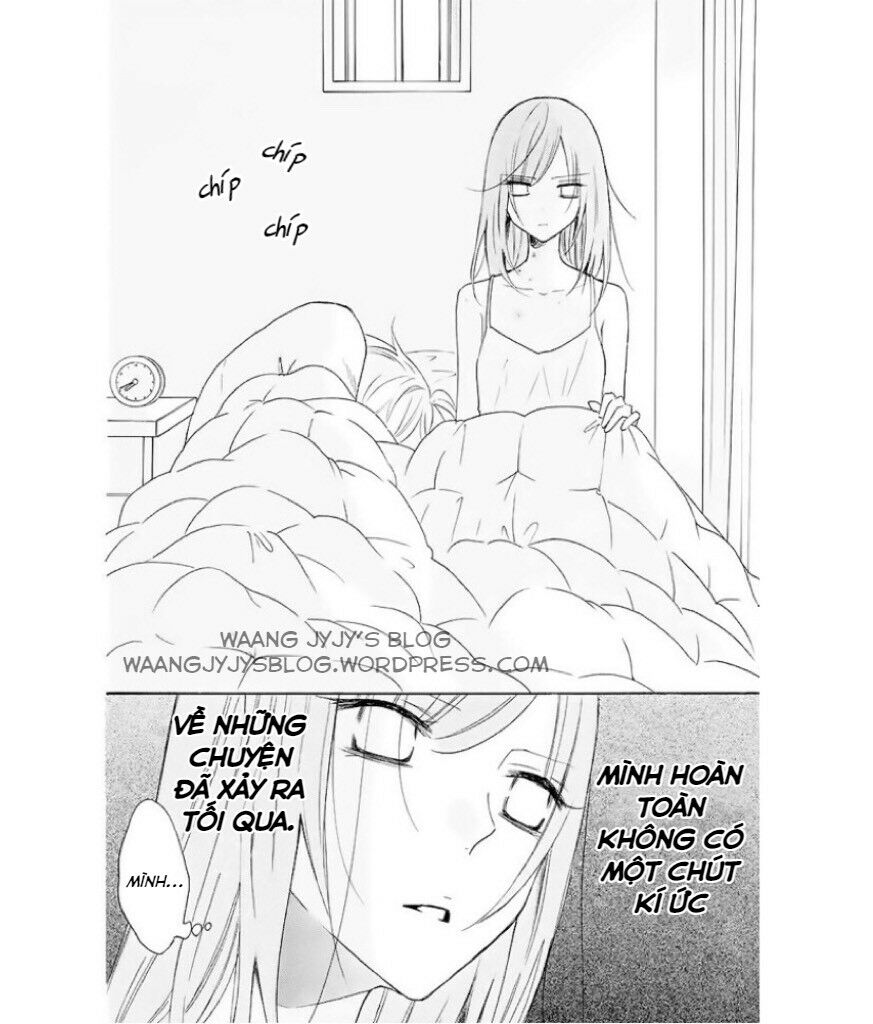 chíp
chíp
chíp
WAANG JYJY'S BLOG
WAANGJYJYSBLOG.WORDPRESS.COM
MÌNH HOÀN
TOÀN
KHÔNG CÓ
MỘT CHÚT
KÍ ỨC
VỀ NHỮNG
CHUYỆN
ĐÃ XẢY RA
TỐI QUA.
MÌNH...